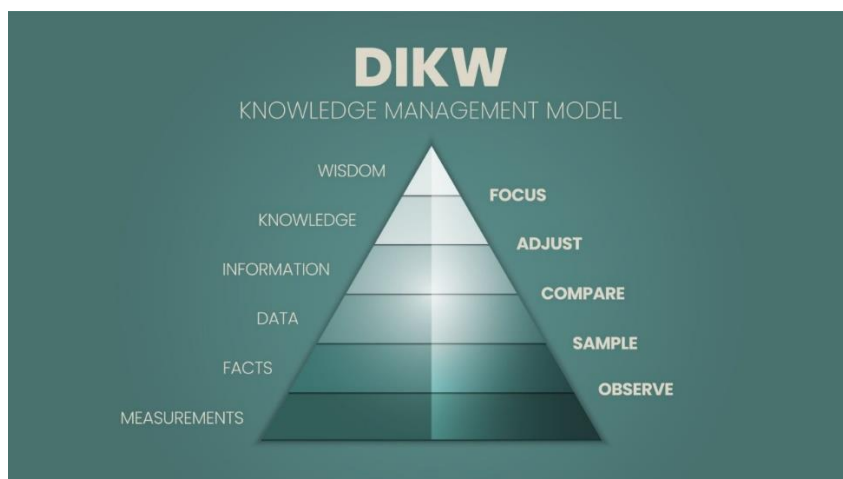 DIKW
KNOWLEDGE MANAGEMENT MODEL
WISDOM
FOCUS
KNOWLEDGE
ADJUST
INFORMATION
COMPARE
DATA
SAMPLE
FACTS
OBSERVE
MEASUREMENTS